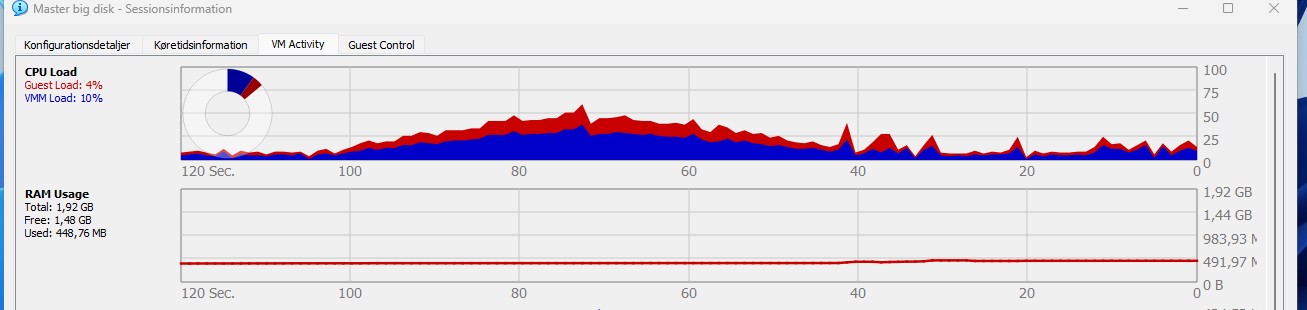 Master big disk - Sessionsinformation
Konfigurationsdetaljer Køretidsinformation VM Activity Guest Control
CPU Load
Guest Load: 4%
VMM Load: 10%
100
75
50
25
0
120 Sec. 100 80 60 40 20 0
RAM Usage
Total: 1,92 GB
Free: 1,48 GB
Used: 448,76 MB
1,92 GB
1,44 GB
983,93 M
491,97 M
0 B
120 Sec. 100 80 60 40 20 0